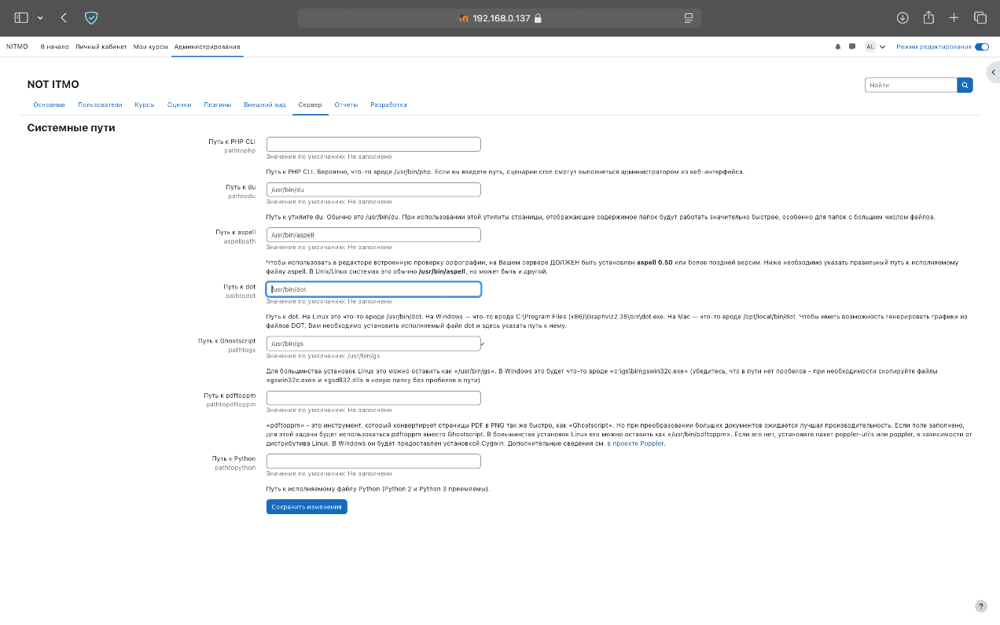 192.168.0.137
NITMO В начало Личный кабинет Мои курсы Администрирование AL Режим редактирования
NOT ITMO
Найти
Основные Пользователи Курсы Оценки Плагины Внешний вид Сервер Отчеты Разработка
Системные пути
Путь к PHP CLI
pathtophp
Значение по умолчанию: Не заполнено
Путь к PHP CLI. Вероятно, что-то вроде /usr/bin/php. Если вы введете путь, сценарии cron смогут выполняться администратором из веб-интерфейса.
Путь к du
pathtodu
/usr/bin/du
Значение по умолчанию: Не заполнено
Путь к утилите du. Обычно это /usr/bin/du. При использовании этой утилиты страницы, отображающие содержимое папок будут работать значительно быстрее, особенно для папок с большим числом файлов.
Путь к aspell
aspellpath
/usr/bin/aspell
Значение по умолчанию: Не заполнено
Чтобы использовать в редакторе встроенную проверку орфографии, на Вашем сервере ДОЛЖЕН быть установлен aspell 0.50 или более поздней версии. Ниже необходимо указать правильный путь к исполняемому
файлу aspell. В Unix/Linux системах это обычно /usr/bin/aspell, но может быть и другой.
Путь к dot
pathtodot
/usr/bin/dot
Значение по умолчанию: Не заполнено
Путь к dot. На Linux это что-то вроде /usr/bin/dot. На Windows — что-то вроде C:\Program Files (x86)\Graphviz2.38\bin\dot.exe. На Mac — что-то вроде /opt/local/bin/dot. Чтобы иметь возможность генерировать графики из
файлов DOT, Вам необходимо установить исполняемый файл dot и здесь указать путь к нему.
Путь к Ghostscript
pathtogs
/usr/bin/gs
Значение по умолчанию: /usr/bin/gs
Для большинства установок Linux это можно оставить как «/usr/bin/gs». В Windows это будет что-то вроде «c:\gs\bin\gswin32c.exe» (убедитесь, что в пути нет пробелов - при необходимости скопируйте файлы
«gswin32c.exe» и «gsdll32.dll» в новую папку без пробелов в пути)
Путь к pdftoppm
pathtopdftoppm
Значение по умолчанию: Не заполнено
«pdftoppm» - это инструмент, который конвертирует страницы PDF в PNG так же быстро, как «Ghostscript». Но при преобразовании больших документов ожидается лучшая производительность. Если поле заполнено,
для этой задачи будет использоваться pdftoppm вместо Ghostscript. В большинстве установок Linux его можно оставить как «/usr/bin/pdftoppm». Если его нет, установите пакет poppler-utils или poppler, в зависимости от
дистрибутива Linux. В Windows он будет предоставлен установкой Cygwin. Дополнительные сведения см. в проекте Poppler.
Путь к Python
pathtopython
Значение по умолчанию: Не заполнено
Путь к исполняемому файлу Python (Python 2 и Python 3 приемлемы).
Сохранить изменения
?